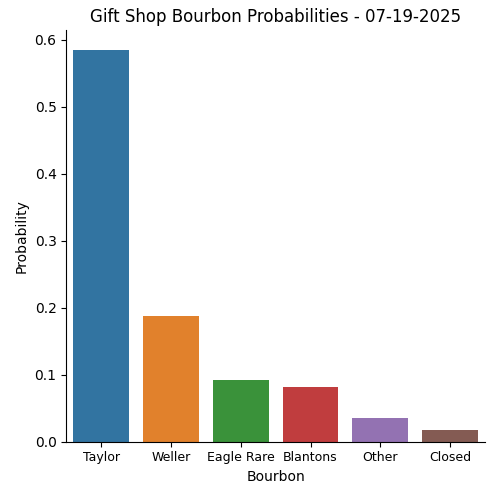 Gift Shop Bourbon Probabilities - 07-19-2025
0.6
0.5
0.4
0.3
0.2
0.1
0.0
Probability
Taylor Weller Eagle Rare Blantons Other Closed
Bourbon